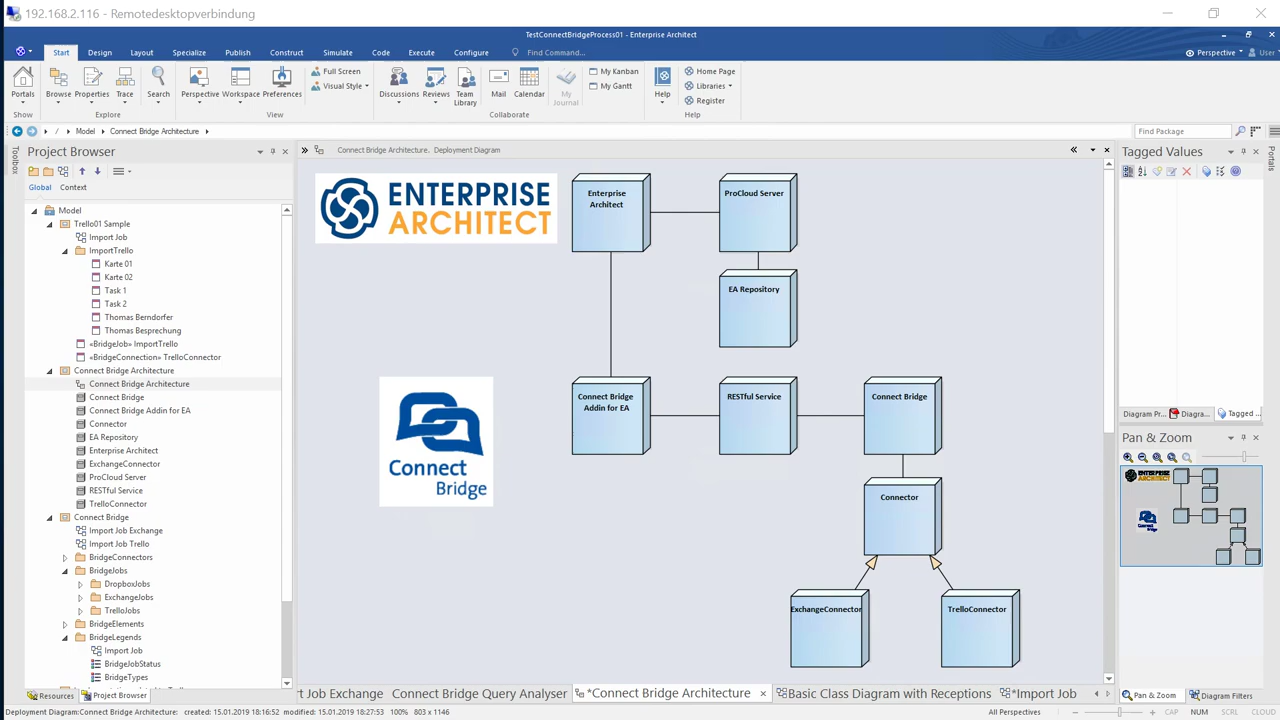 192.168.2.116 - Remotedesktopverbindung
TestConnectBridgeProcess01 - Enterprise Architect
Start Design Layout Specialize Publish Construct Simulate Code Execute Configure Find Command... Perspective User
Portals Browse Properties Trace Search Perspective Workspace Preferences Full Screen Visual Style Discussions Reviews Team Library Mail Calendar My Journal My Kanban My Gantt Help Home Page Libraries Register
Show Explore View Collaborate Help
/ Model Connect Bridge Architecture Find Package
Toolbox
Project Browser
Global Context
Model
Trello01 Sample
Import Job
ImportTrello
Karte 01
Karte 02
Task 1
Task 2
Thomas Berndorfer
Thomas Besprechung
«BridgeJob» ImportTrello
«BridgeConnection» TrelloConnector
Connect Bridge Architecture
Connect Bridge Architecture
Connect Bridge
Connect Bridge Addin for EA
Connector
EA Repository
Enterprise Architect
ExchangeConnector
ProCloud Server
RESTful Service
TrelloConnector
Connect Bridge
Import Job Exchange
Import Job Trello
BridgeConnectors
BridgeJobs
DropboxJobs
ExchangeJobs
TrelloJobs
BridgeElements
BridgeLegends
Import Job
BridgeJobStatus
BridgeTypes
Resources Project Browser
Connect Bridge Architecture. Deployment Diagram
ENTERPRISE
ARCHITECT
Enterprise
Architect
ProCloud Server
EA Repository
Connect
Bridge
Connect Bridge
Addin for EA
RESTful Service
Connect Bridge
Connector
ExchangeConnector
TrelloConnector
rt Job Exchange Connect Bridge Query Analyser *Connect Bridge Architecture Basic Class Diagram with Receptions *Import Job
Tagged Values
Portals
Diagram Pr... Diagra... Tagged ...
Pan & Zoom
ENTERPRISE
ARCHITECT
Pan & Zoom Diagram Filters
Deployment Diagram:Connect Bridge Architecture: created: 15.01.2019 18:16:52 modified: 15.01.2019 18:27:53 100% 803 x 1146 All Perspectives CAP NUM SCRL CLOUD